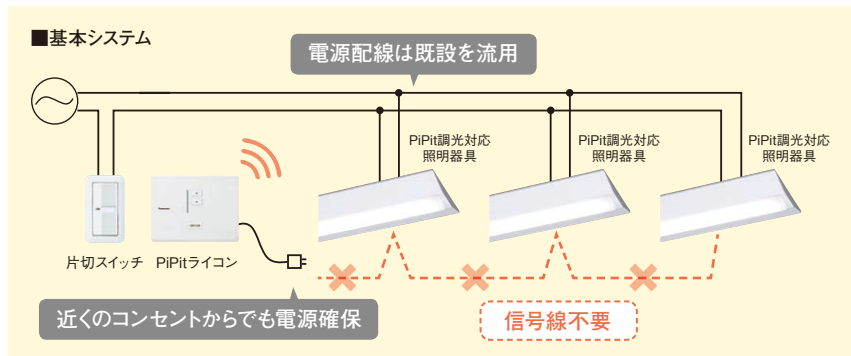 ■基本システム
電源配線は既設を流用
PiPit調光対応
照明器具
PiPit調光対応
照明器具
PiPit調光対応
照明器具
片切スイッチ
PiPitライコン
近くのコンセントからでも電源確保
信号線不要